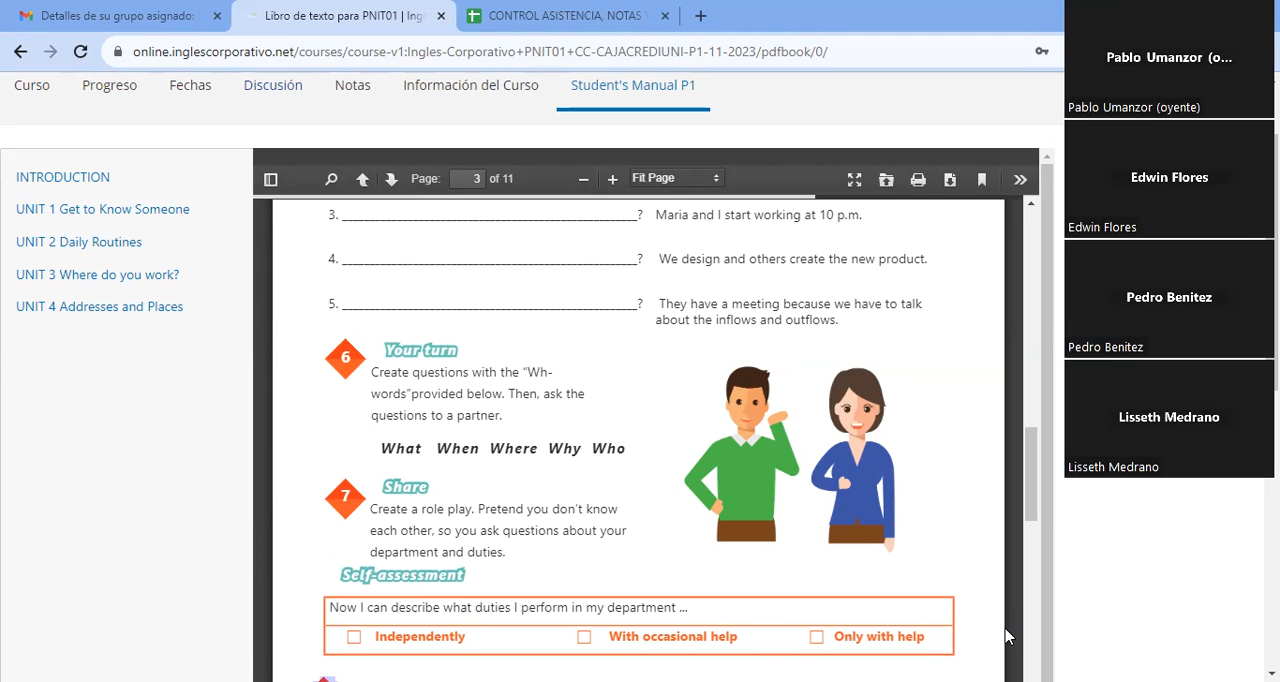 Detalles de su grupo asignado:
Libro de texto para PNIT01 | Ing
CONTROL ASISTENCIA, NOTAS Y
online.inglescorporativo.net/courses/course-v1:Ingles-Corporativo+PNIT01+CC-CAJACREDIUNI-P1-11-2023/pdfbook/0/
Curso Progreso Fechas Discusión Notas Información del Curso Student's Manual P1
INTRODUCTION
UNIT 1 Get to Know Someone
UNIT 2 Daily Routines
UNIT 3 Where do you work?
UNIT 4 Addresses and Places
Page: 3 of 11 Fit Page
3. ? Maria and I start working at 10 p.m.
4. ? We design and others create the new product.
5. ? They have a meeting because we have to talk
about the inflows and outflows.
6 Your turn
Create questions with the “Wh-
words”provided below. Then, ask the
questions to a partner.
What When Where Why Who
7 Share
Create a role play. Pretend you don't know
each other, so you ask questions about your
department and duties.
Self-assessment
Now I can describe what duties I perform in my department ...
Independently With occasional help Only with help
Pablo Umanzor (o...
Pablo Umanzor (oyente)
Edwin Flores
Edwin Flores
Pedro Benitez
Pedro Benitez
Lisseth Medrano
Lisseth Medrano